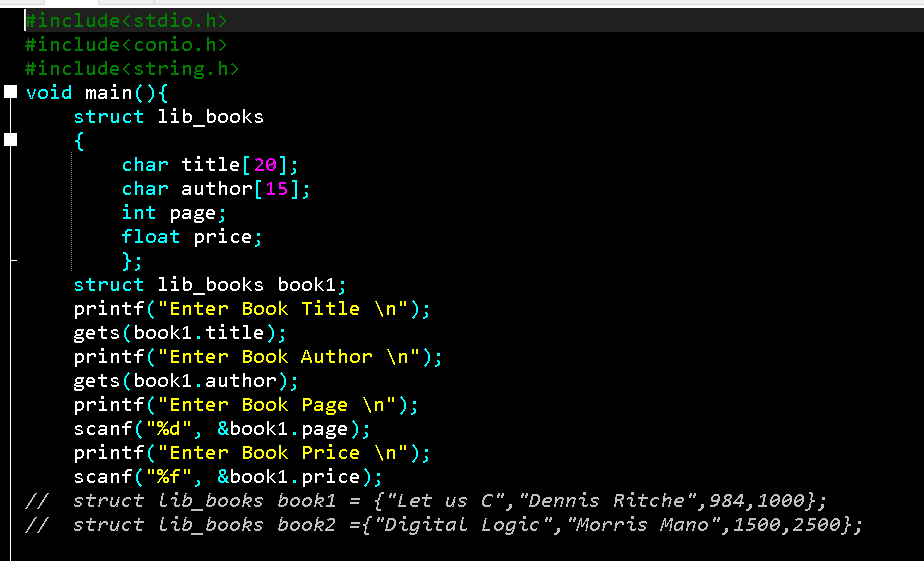 #include<stdio.h>
#include<conio.h>
#include<string.h>
void main(){
    struct lib_books
    {
        char title[20];
        char author[15];
        int page;
        float price;
        };
    struct lib_books book1;
    printf("Enter Book Title \n");
    gets(book1.title);
    printf("Enter Book Author \n");
    gets(book1.author);
    printf("Enter Book Page \n");
    scanf("%d", &book1.page);
    printf("Enter Book Price \n");
    scanf("%f", &book1.price);
//  struct lib_books book1 = {"Let us C","Dennis Ritche",984,1000};
//  struct lib_books book2 ={"Digital Logic","Morris Mano",1500,2500};